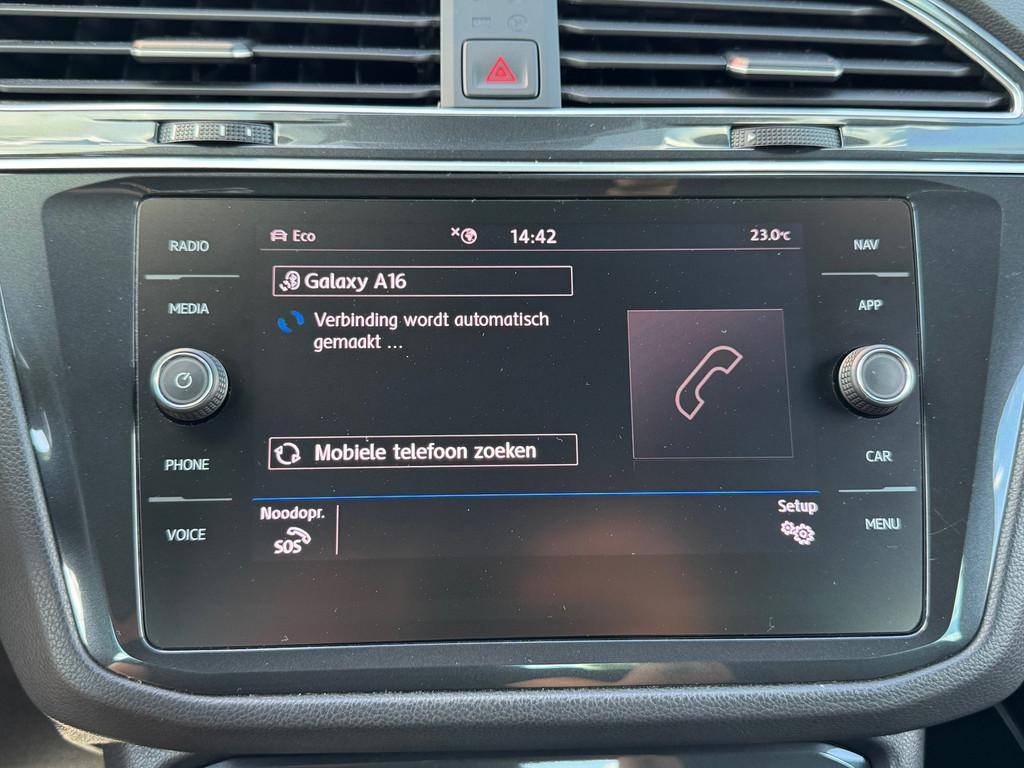 RADIO
MEDIA
PHONE
VOICE
Eco
14:42
23.0°C
Galaxy A16
Verbinding wordt automatisch
gemaakt ...
Mobiele telefoon zoeken
Noodopr.
SOS
Setup
NAV
APP
CAR
MENU